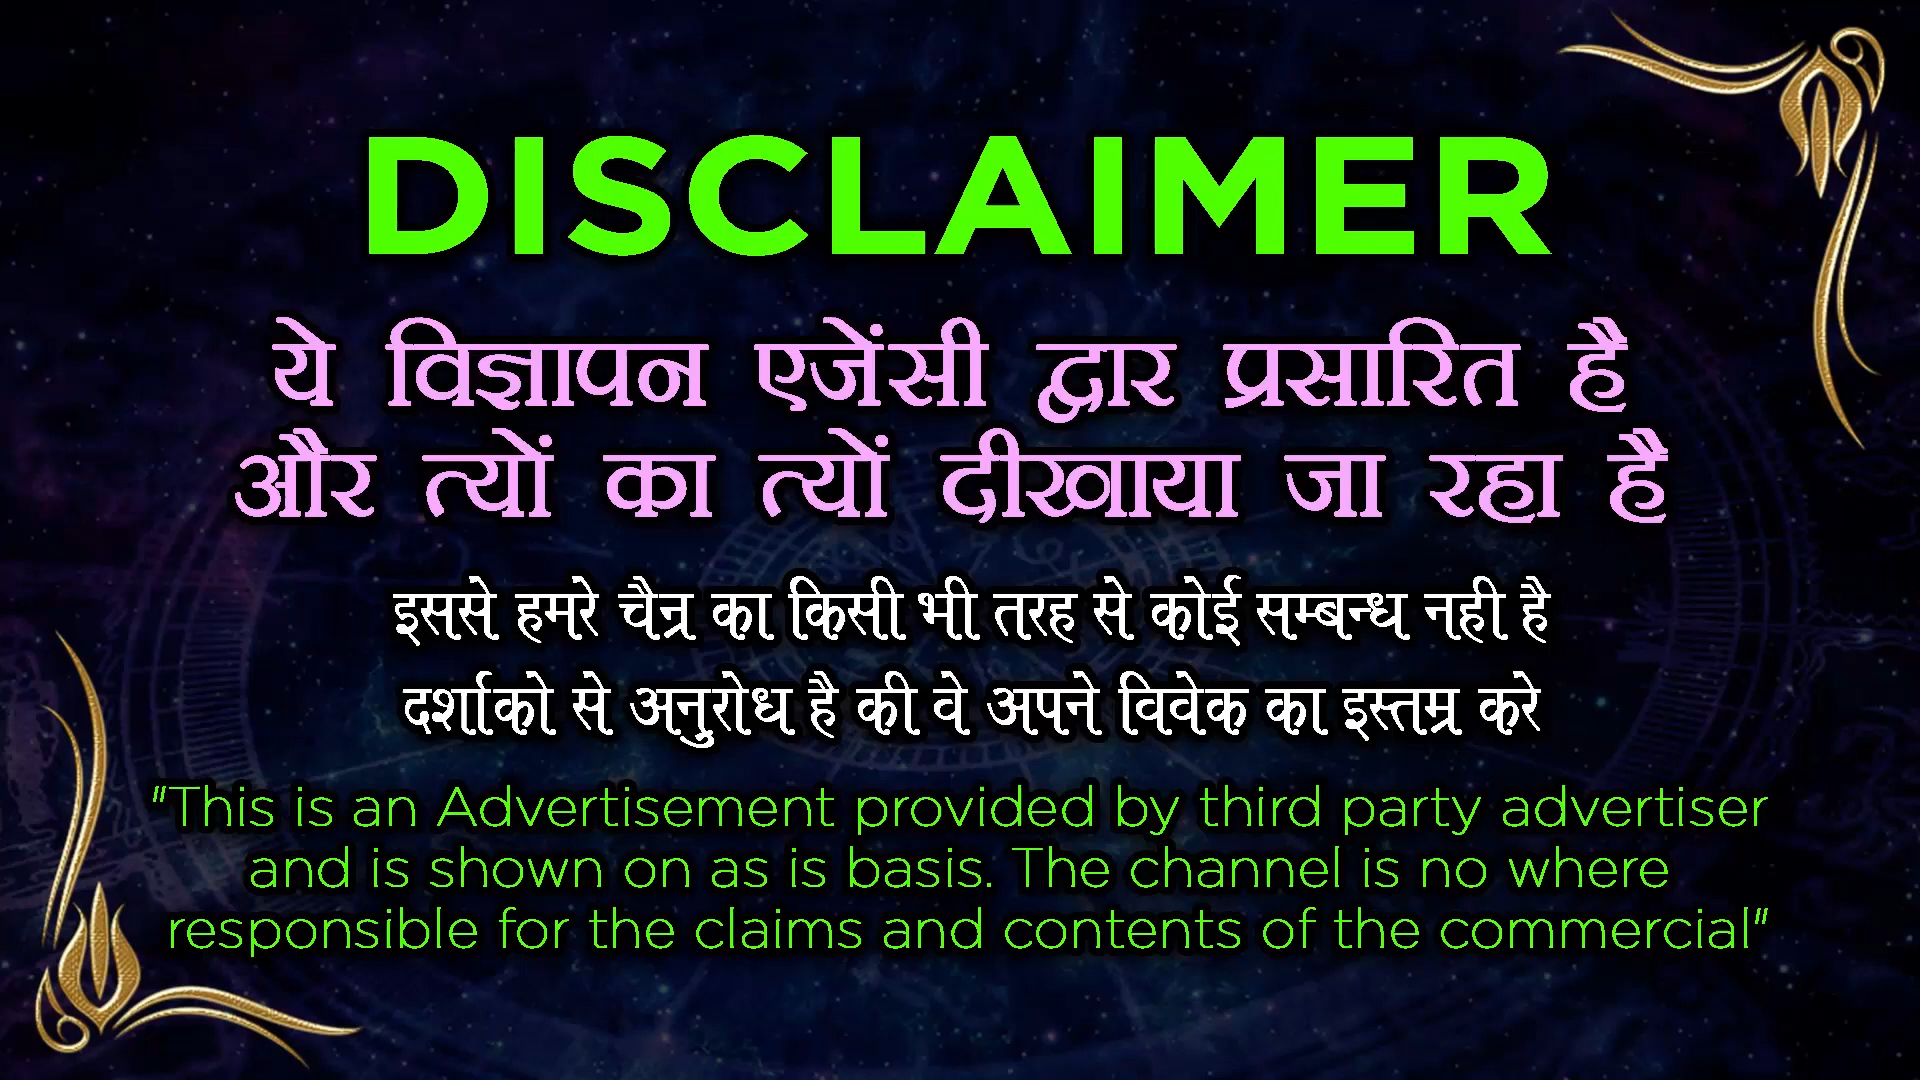 DISCLAIMER
ये विज्ञापन एजेंसी द्वार प्रसारित है
और त्यों का त्यों दीखाया जा रहा है
इससे हमरे चैन्र का किसी भी तरह से कोई सम्बन्ध नही है
दर्शाको से अनुरोध है की वे अपने विवेक का इस्तम्र करे
"This is an Advertisement provided by third party advertiser
and is shown on as is basis. The channel is no where
responsible for the claims and contents of the commercial"